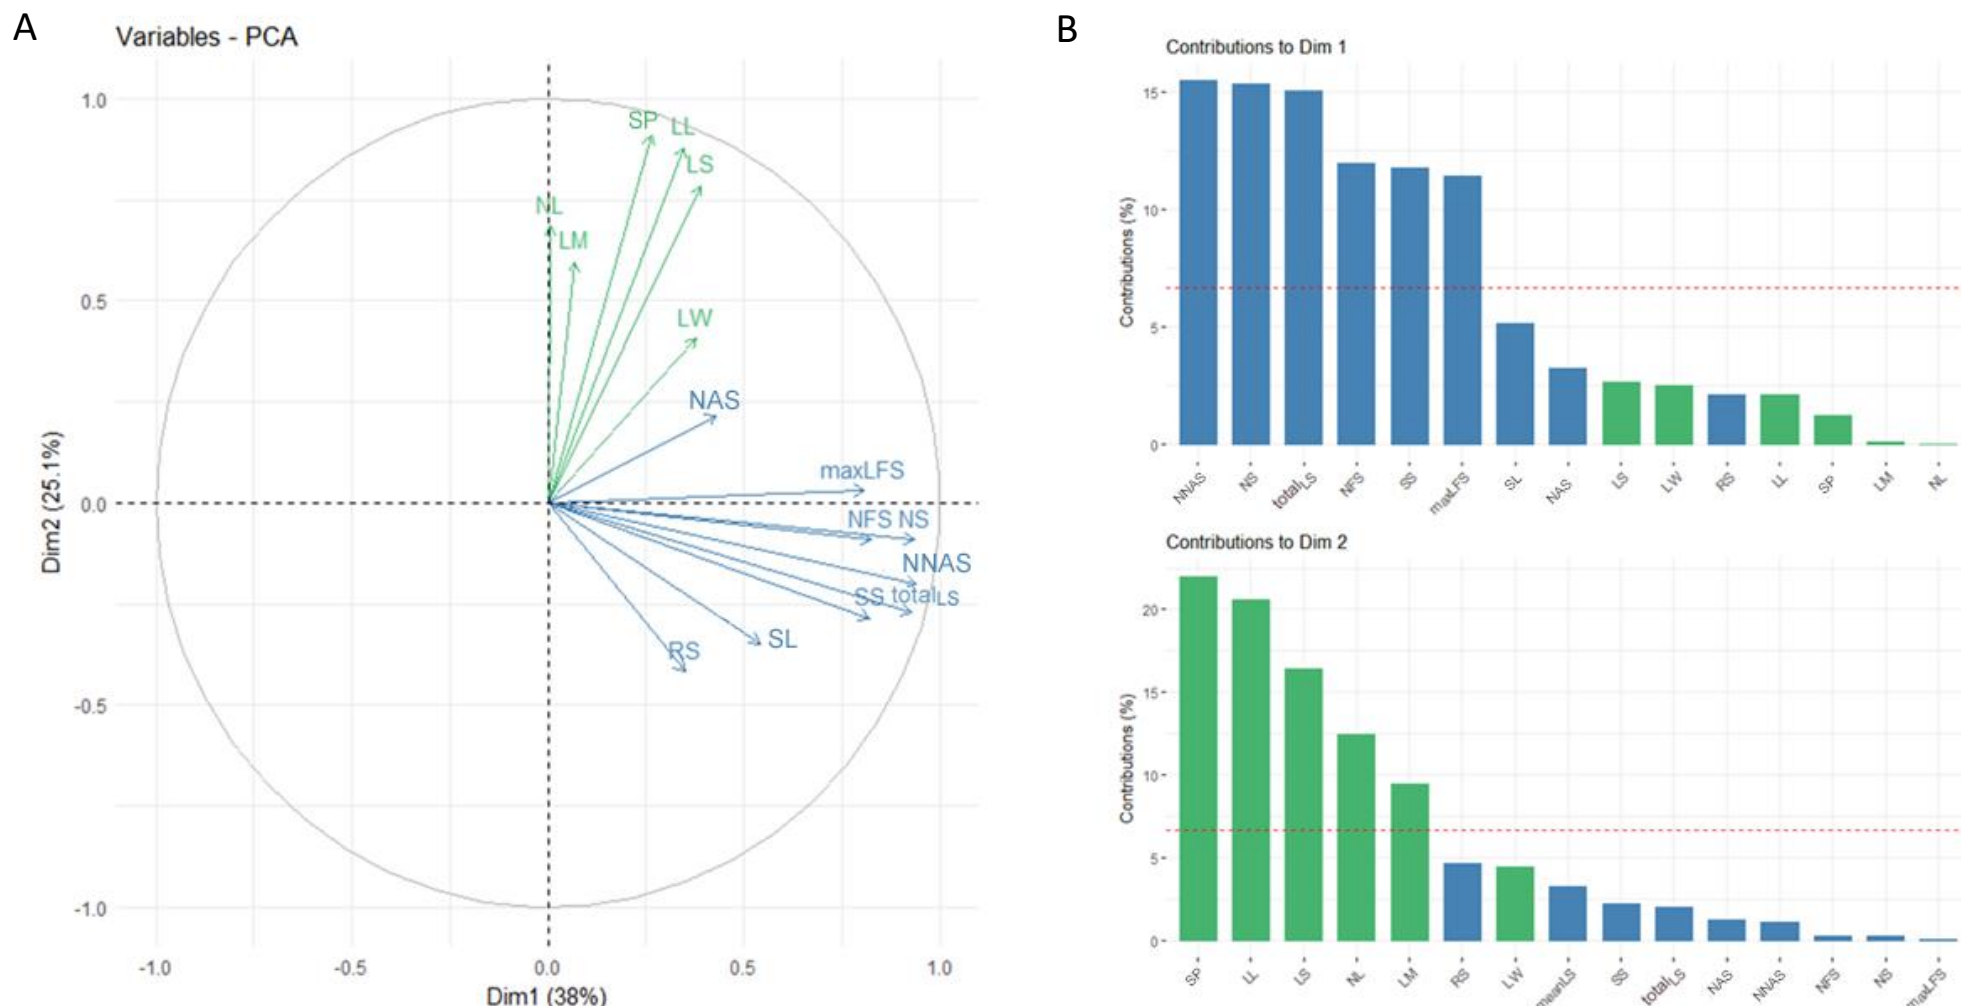 A
Variables - PCA
1.0
0.5
0.0
-0.5
-1.0
Dim2 (25.1%)
SP LL
LS
NL
LM
LW
NAS
maxLFS
NFS NS
NNAS
SS totalLS
SL
RS
-1.0 -0.5 0.0 0.5 1.0
Dim1 (38%)
B
Contributions to Dim 1
15
10
5
0
Contributions (%)
NNAS NS totalLS NFS SS maxLFS SL NAS LS LW RS LL SP LM NL
Contributions to Dim 2
20
15
10
5
0
Contributions (%)
SP LL LS NL LM RS LW meanLS SS totalLS NAS NNAS NFS NS maxLFS